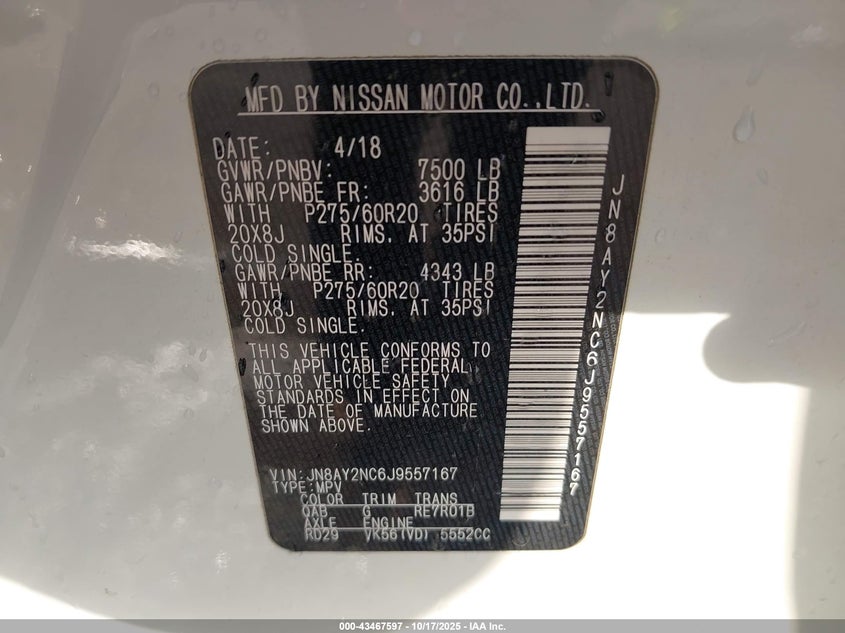 MFD BY NISSAN MOTOR CO.,LTD.
DATE: 4/18
GVWR/PNBV: 7500 LB
GAWR/PNBE FR: 3616 LB
WITH P275/60R20 TIRES
20X8J RIMS. AT 35PSI
COLD SINGLE.
GAWR/PNBE RR: 4343 LB
WITH P275/60R20 TIRES
20X8J RIMS. AT 35PSI
COLD SINGLE.
THIS VEHICLE CONFORMS TO
ALL APPLICABLE FEDERAL
MOTOR VEHICLE SAFETY
STANDARDS IN EFFECT ON
THE DATE OF MANUFACTURE
SHOWN ABOVE.
VIN: JN8AY2NC6J9557167
TYPE: MPV
COLOR TRIM TRANS
QAB G RE7R01B
AXLE ENGINE
RD29 VK56(VD) 5552CC
JN8AY2NC6J9557167
000-43467597 - 10/17/2025 - IAA Inc.